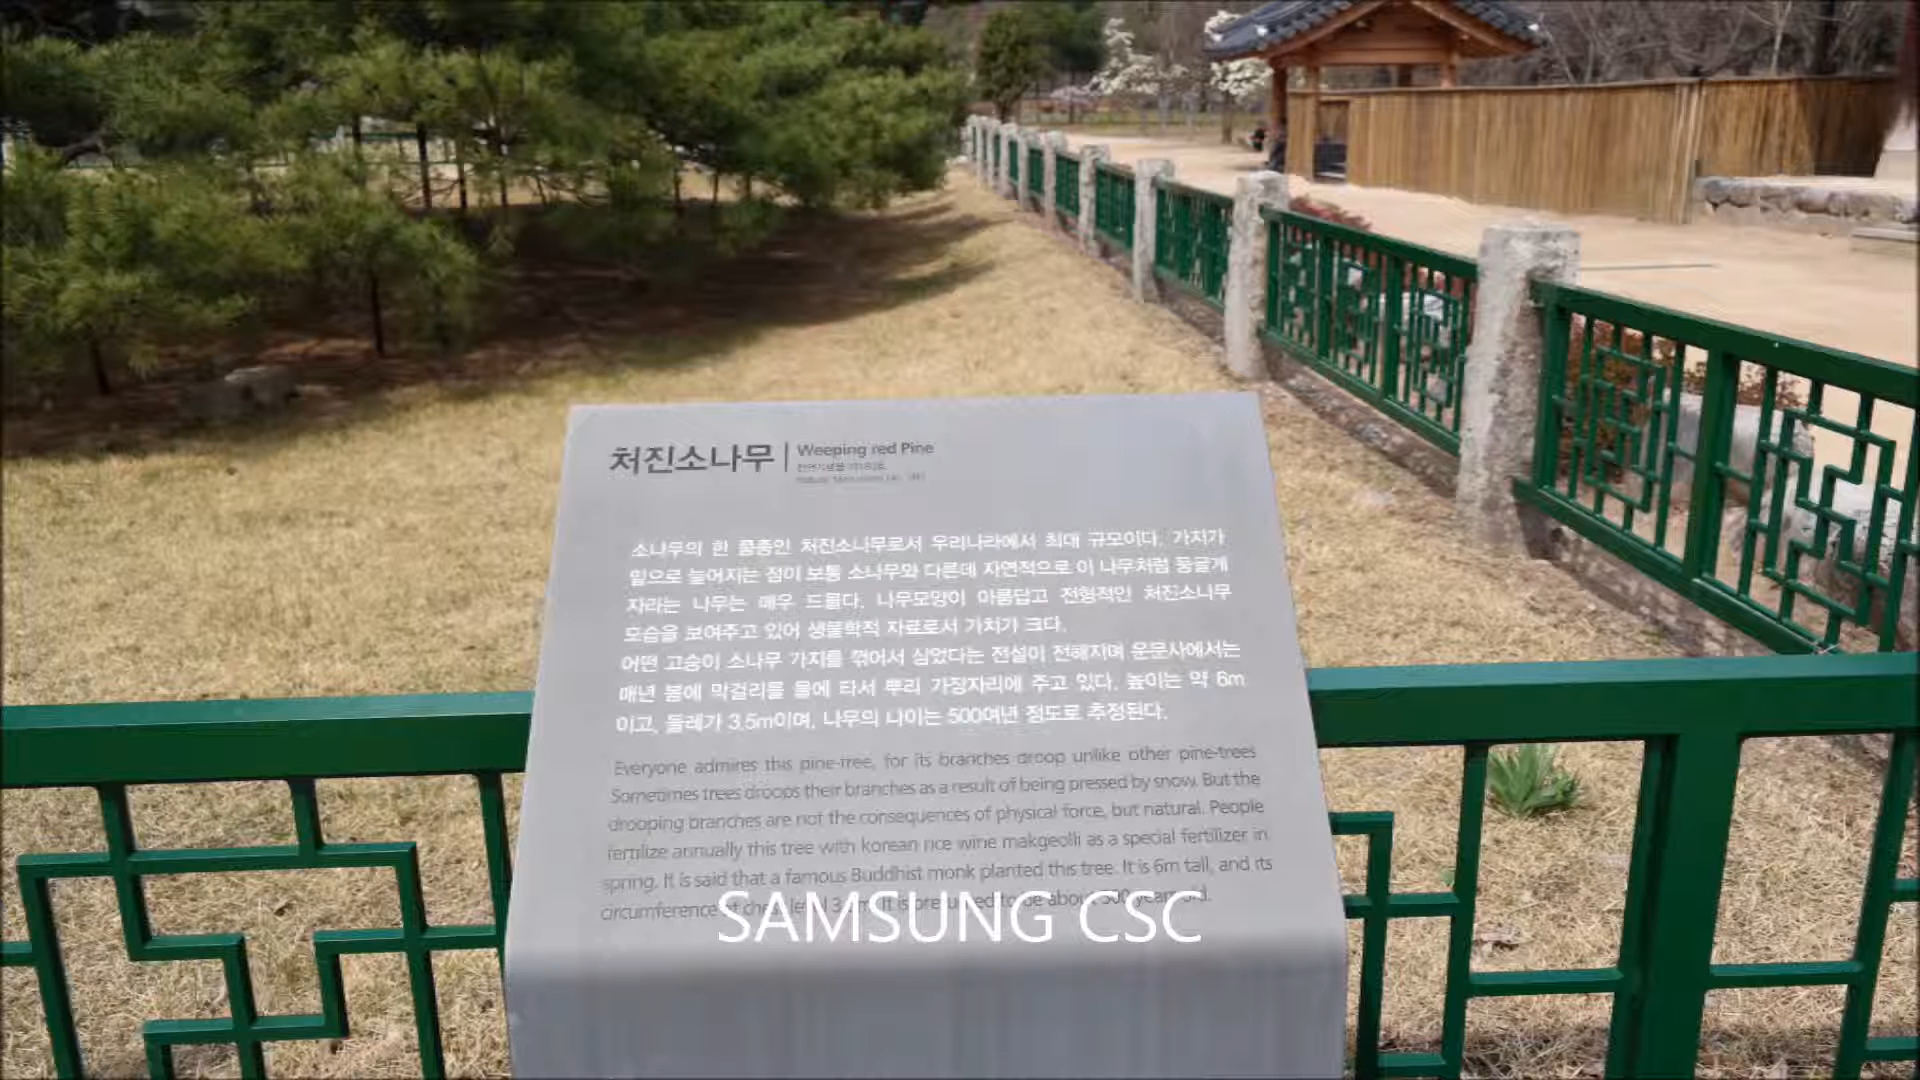 처진소나무
Weeping red Pine
소나무의 한 품종인 처진소나무로서 우리나라에서 최대 규모이다. 가지가
밑으로 늘어지는 점이 보통 소나무와 다른데 자연적으로 이 나무처럼 둥글게
자라는 나무는 매우 드물다. 나무모양이 아름답고 전형적인 처진소나무
모습을 보여주고 있어 생물학적 자료로서 가치가 크다.
어떤 고승이 소나무 가지를 꺾어서 심었다는 전설이 전해지며 운문사에서는
매년 봄에 막걸리를 물에 타서 뿌리 가장자리에 주고 있다. 높이는 약 6m
이고, 둘레가 3.5m이며, 나무의 나이는 500여년 정도로 추정된다.
Everyone admires this pine-tree, for its branches droop unlike other pine-trees
Sometimes trees droops their branches as a result of being pressed by snow. But the
drooping branches are not the consequences of physical force, but natural. People
fertilize annually this tree with korean rice wine makgeolli as a special fertilizer in
spring. It is said that a famous Buddhist monk planted this tree. It is 6m tall, and its
circumference at It is to be about 500 year old.
SAMSUNG CSC